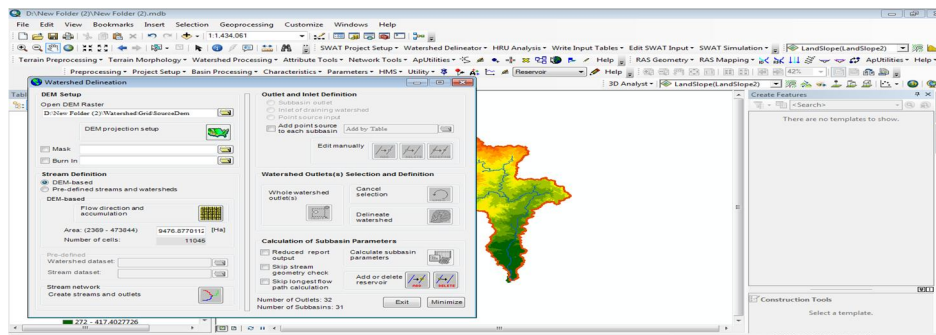 D:\New Folder (2)\New Folder (2).mdb
File Edit View Bookmarks Insert Selection Geoprocessing Customize Windows Help
1:1,434,061
SWAT Project Setup Watershed Delineator HRU Analysis Write Input Tables Edit SWAT Input SWAT Simulation LandSlope(LandSlope2)
Terrain Preprocessing Terrain Morphology Watershed Processing Attribute Tools Network Tools ApUtilities Help RAS Geometry RAS Mapping ApUtilities Help
Preprocessing Project Setup Basin Processing Characteristics Parameters HMS Utility Reservoir Help 42%
3D Analyst LandSlope(LandSlope2)
Watershed Delineation
DEM Setup
Open DEM Raster
D:\New Folder (2)\Watershed\Grid\SourceDem
DEM projection setup
Mask
Burn In
Stream Definition
DEM-based
Pre-defined streams and watersheds
DEM-based
Flow direction and
accumulation
Area: (2369 - 473844) 9476.8770112 [Ha]
Number of cells: 11046
Pre-defined
Watershed dataset:
Stream dataset:
Stream network
Create streams and outlets
Outlet and Inlet Definition
Subbasin outlet
Inlet of draining watershed
Point source input
Add point source
to each subbasin
Add by Table
Edit manually
Watershed Outlets(s) Selection and Definition
Whole watershed
outlet(s)
Cancel
selection
Delineate
watershed
Calculation of Subbasin Parameters
Reduced report
output
Skip stream
geometry check
Skip longest flow
path calculation
Calculate subbasin
parameters
Add or delete
reservoir
Number of Outlets: 32
Number of Subbasins: 31
Exit
Minimize
272 - 417.4027726
Create Features
<Search>
There are no templates to show.
Construction Tools
Select a template.